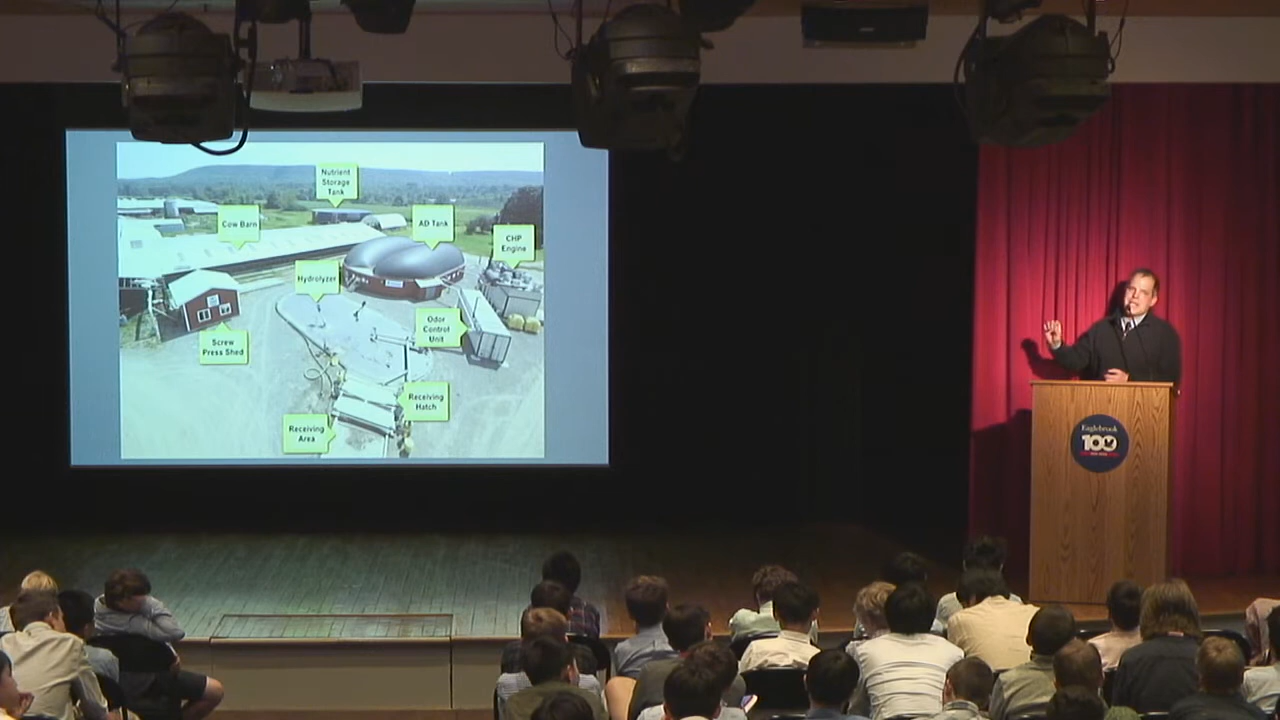 Nutrient
Storage
Tank
Cow Barn
AD Tank
CHP
Engine
Hydrolyzer
Odor
Control
Unit
Screw
Press Shed
Receiving
Hatch
Receiving
Area
Eaglebrook
100